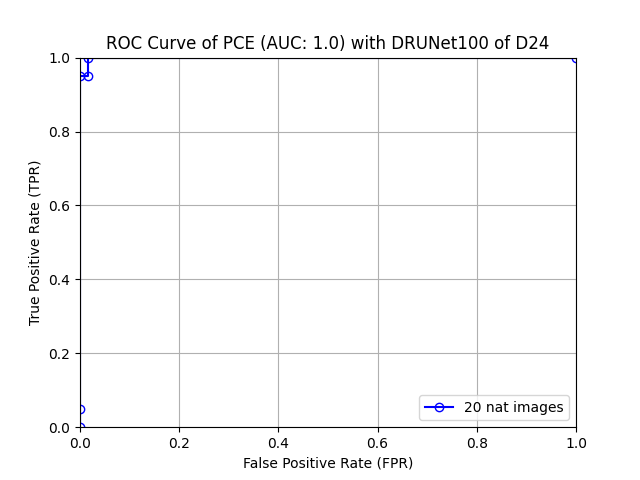 ROC Curve of PCE (AUC: 1.0) with DRUNet100 of D24
1.0
0.8
0.6
0.4
0.2
0.0
True Positive Rate (TPR)
20 nat images
0.0 0.2 0.4 0.6 0.8 1.0
False Positive Rate (FPR)